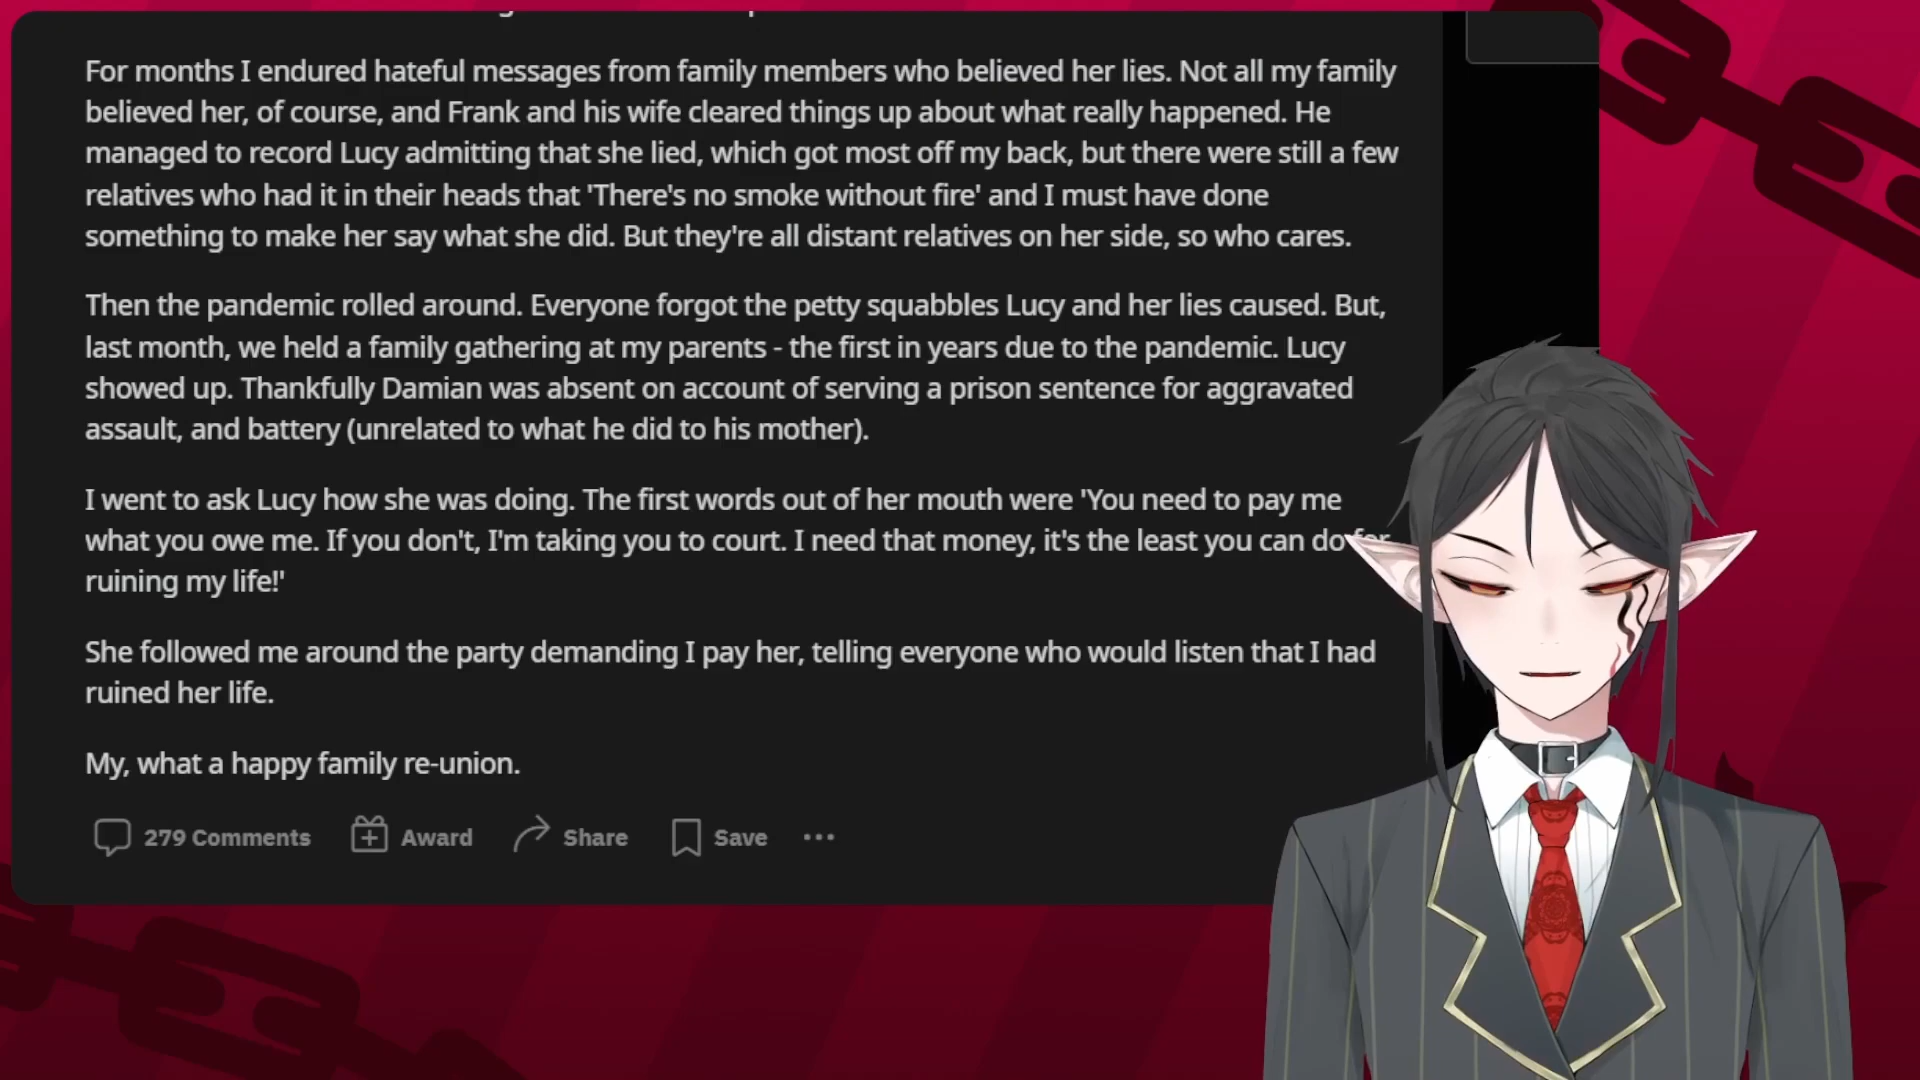 For months I endured hateful messages from family members who believed her lies. Not all my family
believed her, of course, and Frank and his wife cleared things up about what really happened. He
managed to record Lucy admitting that she lied, which got most off my back, but there were still a few
relatives who had it in their heads that 'There's no smoke without fire' and I must have done
something to make her say what she did. But they're all distant relatives on her side, so who cares.
Then the pandemic rolled around. Everyone forgot the petty squabbles Lucy and her lies caused. But,
last month, we held a family gathering at my parents - the first in years due to the pandemic. Lucy
showed up. Thankfully Damian was absent on account of serving a prison sentence for aggravated
assault, and battery (unrelated to what he did to his mother).
I went to ask Lucy how she was doing. The first words out of her mouth were 'You need to pay me
what you owe me. If you don't, I'm taking you to court. I need that money, it's the least you can do for
ruining my life!'
She followed me around the party demanding I pay her, telling everyone who would listen that I had
ruined her life.
My, what a happy family re-union.
279 Comments Award Share Save